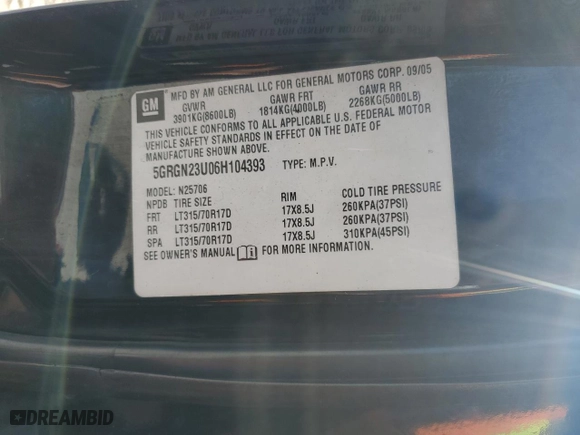 GM
MFD BY AM GENERAL LLC FOR GENERAL MOTORS CORP. 09/05
GVWR GAWR FRT GAWR RR
3901KG(8600LB) 1814KG(4000LB) 2268KG(5000LB)
THIS VEHICLE CONFORMS TO ALL APPLICABLE U.S. FEDERAL MOTOR
VEHICLE SAFETY STANDARDS IN EFFECT ON THE DATE OF
MANUFACTURE SHOWN ABOVE.
5GRGN23U06H104393 TYPE: M.P.V.
MODEL: N25706
NPDB TIRE SIZE RIM COLD TIRE PRESSURE
FRT LT315/70R17D 17X8.5J 260KPA(37PSI)
RR LT315/70R17D 17X8.5J 260KPA(37PSI)
SPA LT315/70R17D 17X8.5J 310KPA(45PSI)
SEE OWNER'S MANUAL FOR MORE INFORMATION.
DREAMBID